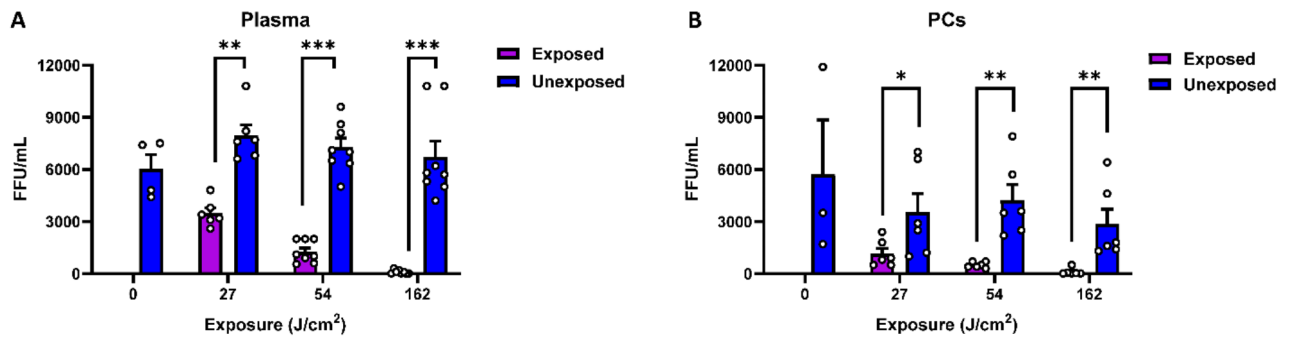 A
Plasma
**
***
***
Exposed
Unexposed
12000
9000
6000
3000
0
FFU/mL
0
27
54
162
Exposure (J/cm²)
B
PCs
*
**
**
Exposed
Unexposed
12000
9000
6000
3000
0
FFU/mL
0
27
54
162
Exposure (J/cm²)